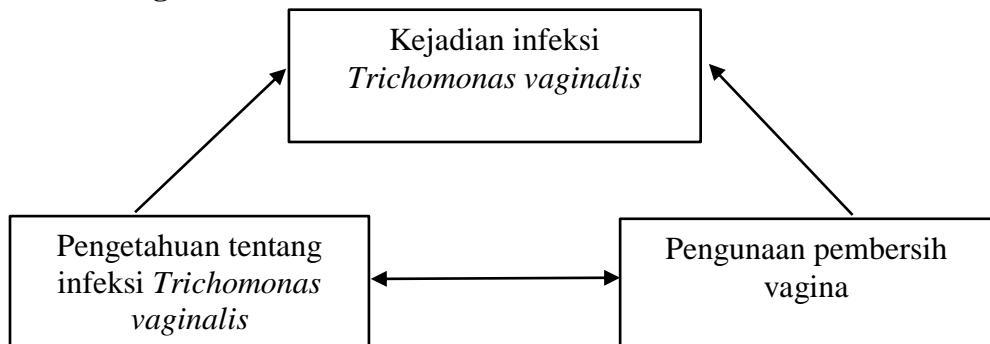 Kejadian infeksi
Trichomonas vaginalis
Pengetahuan tentang
infeksi Trichomonas
vaginalis
Pengunaan pembersih
vagina